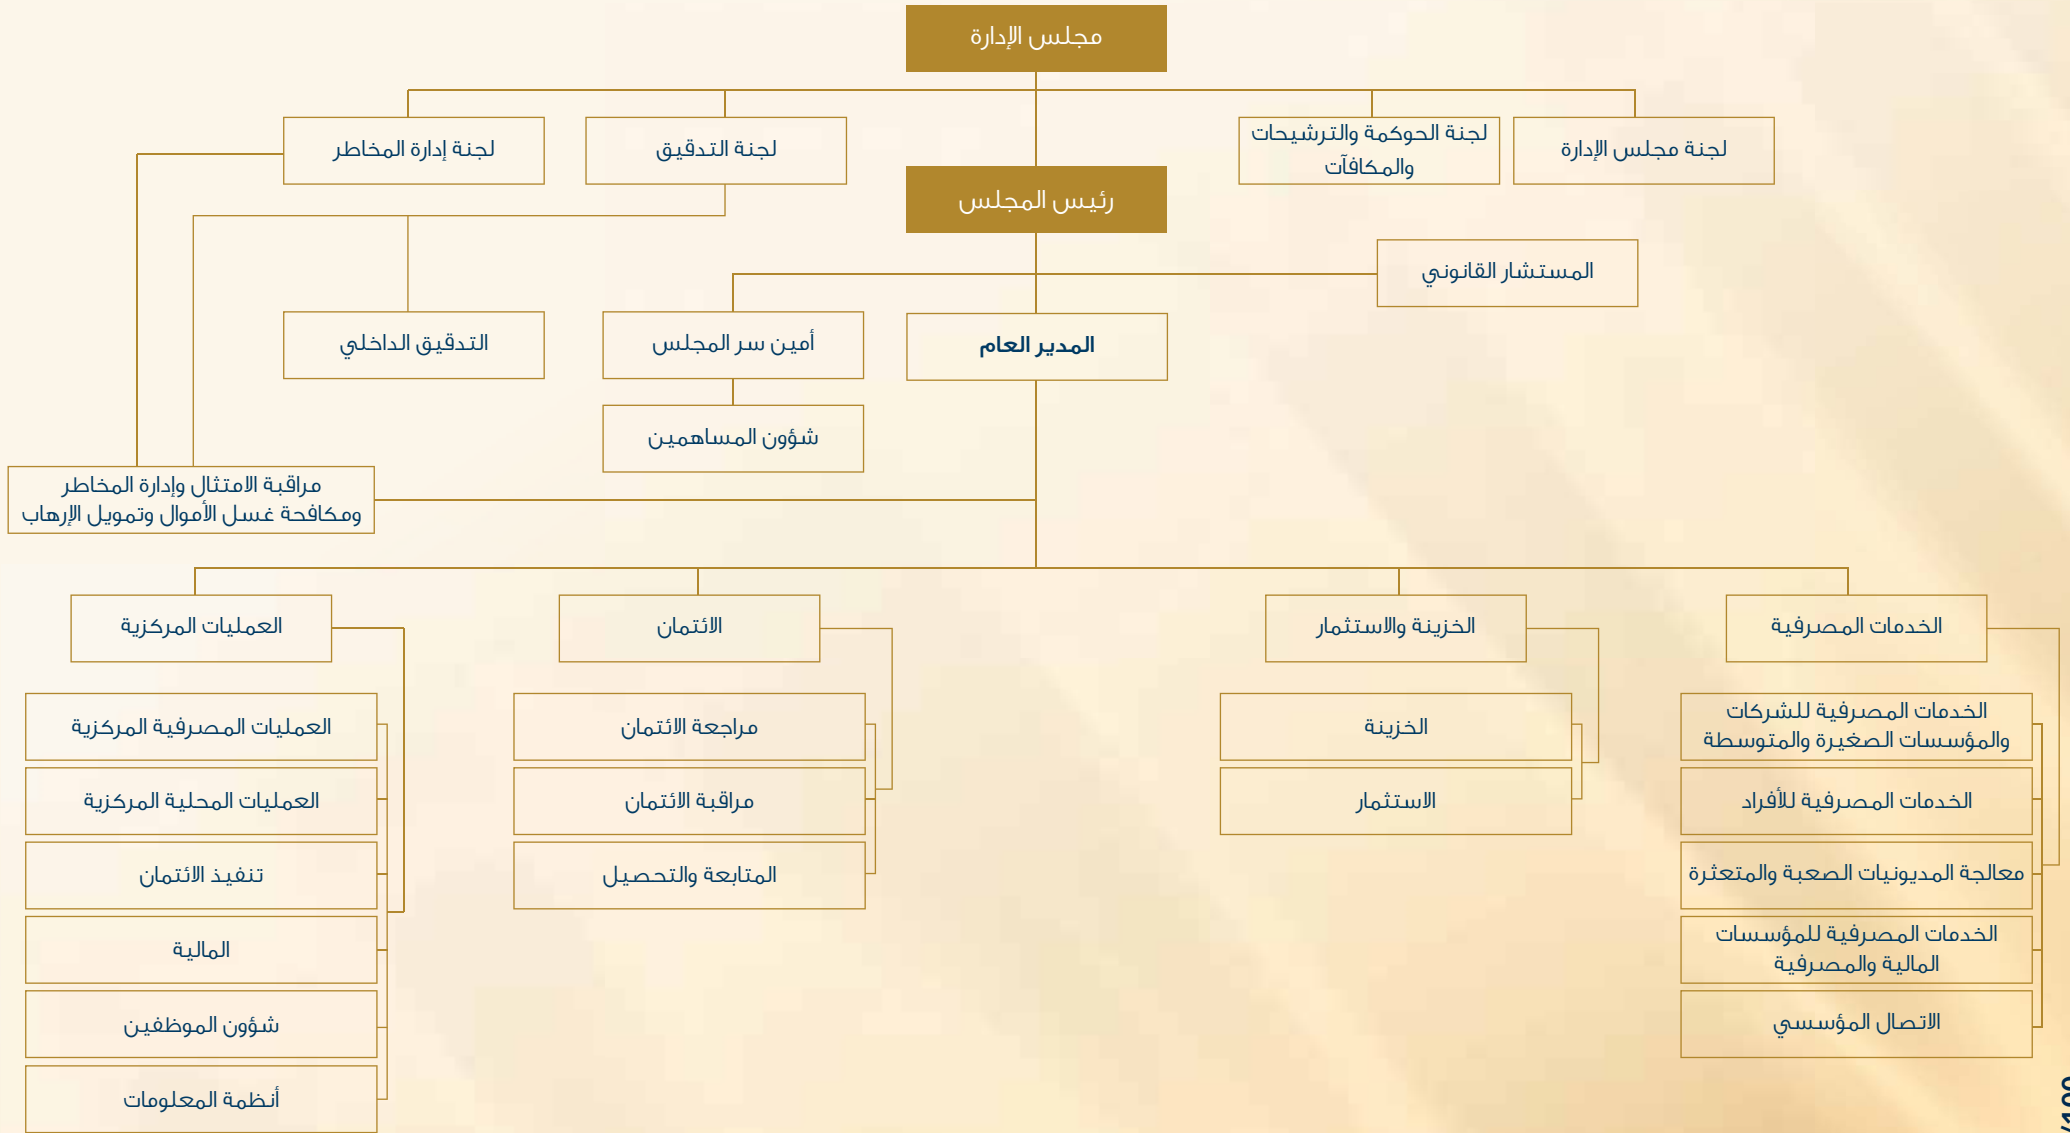 مجلس الإدارة
لجنة مجلس الإدارة
لجنة الحوكمة والترشيحات
والمكافآت
لجنة التدقيق
لجنة إدارة المخاطر
رئيس المجلس
المستشار القانوني
المدير العام
أمين سر المجلس
التدقيق الداخلي
شؤون المساهمين
مراقبة الامتثال وإدارة المخاطر
ومكافحة غسل الأموال وتمويل الإرهاب
الخدمات المصرفية
الخدمات المصرفية للشركات
والمؤسسات الصغيرة والمتوسطة
الخدمات المصرفية للأفراد
معالجة المديونيات الصعبة والمتعثرة
الخدمات المصرفية للمؤسسات
المالية والمصرفية
الاتصال المؤسسي
الخزينة والاستثمار
الخزينة
الاستثمار
الائتمان
مراجعة الائتمان
مراقبة الائتمان
المتابعة والتحصيل
العمليات المركزية
العمليات المصرفية المركزية
العمليات المحلية المركزية
تنفيذ الائتمان
المالية
شؤون الموظفين
أنظمة المعلومات